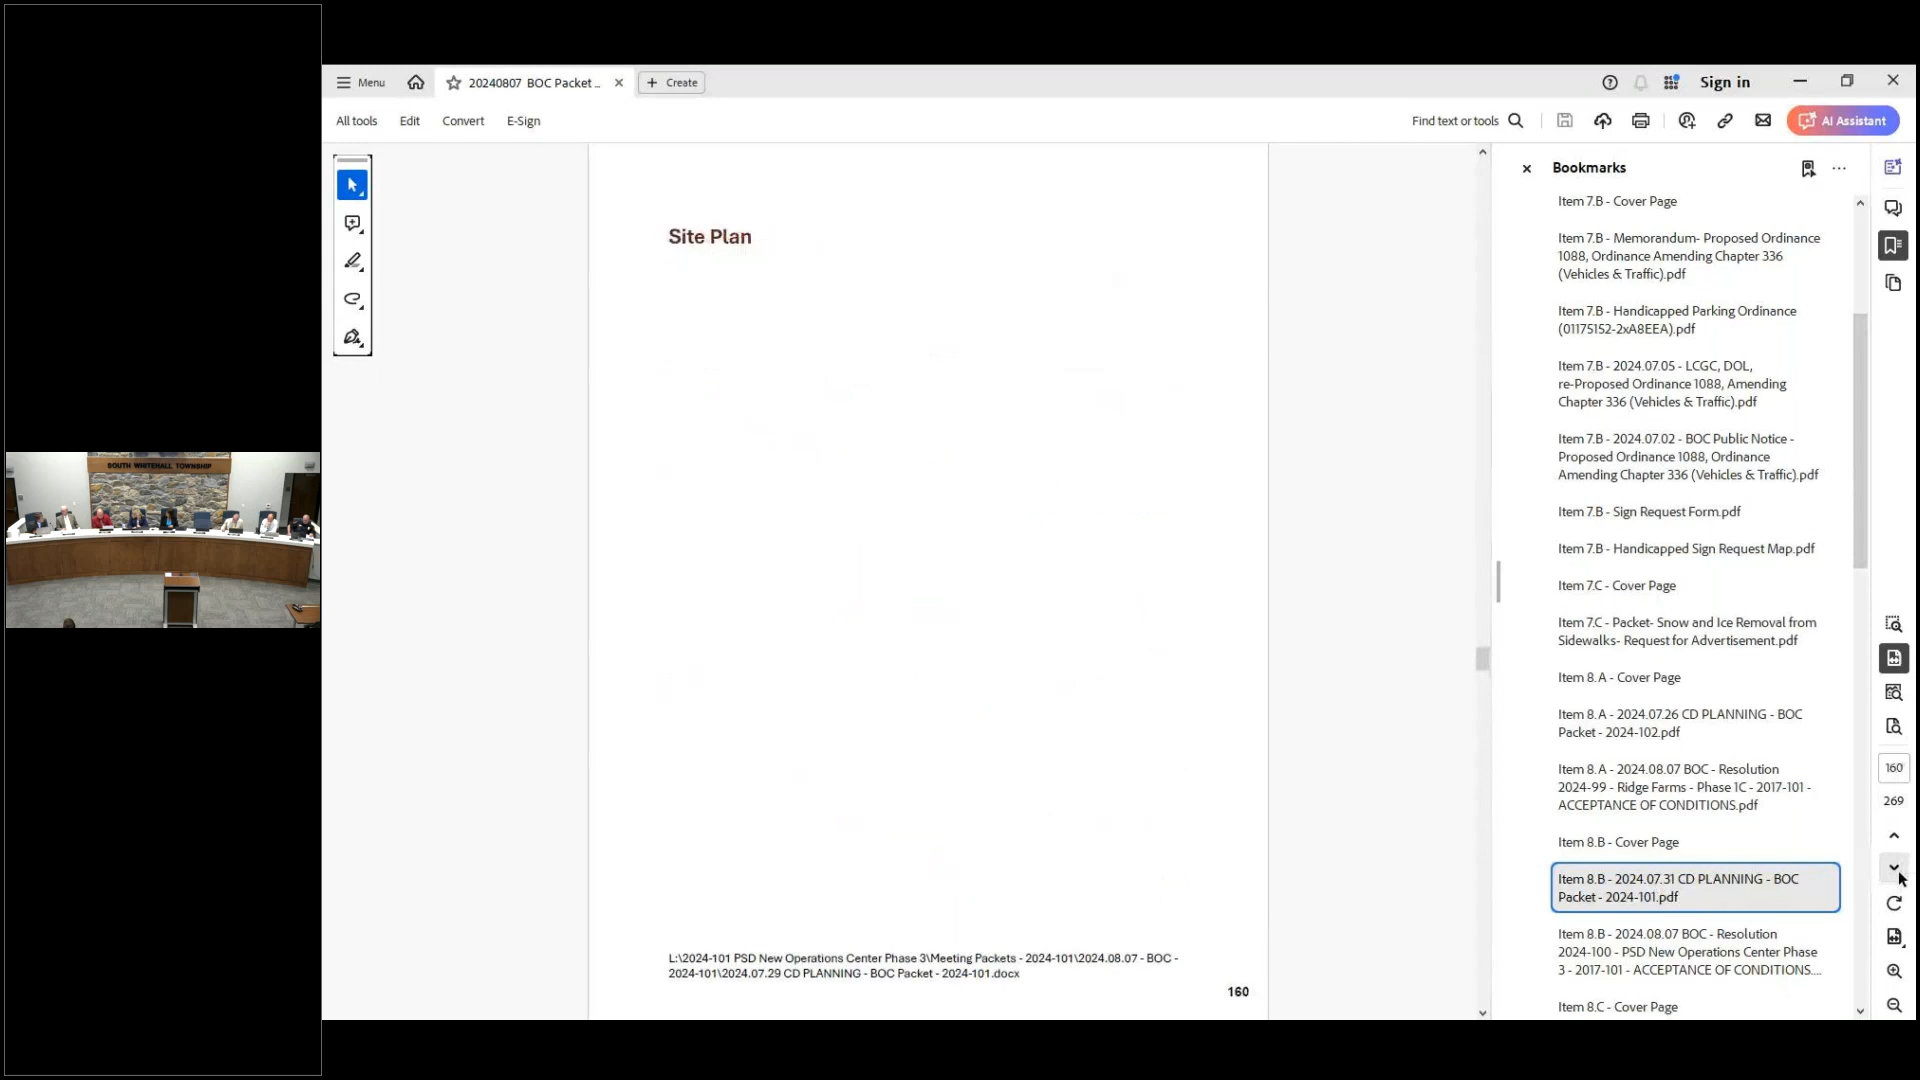 SOUTH WHITEHALL TOWNSHIP
Menu
20240807 BOC Packet ...
Create
Sign in
All tools
Edit
Convert
E-Sign
Find text or tools
AI Assistant
Site Plan
L:\2024-101 PSD New Operations Center Phase 3\Meeting Packets - 2024-101\2024.08.07 - BOC -
2024-101\2024.07.29 CD PLANNING - BOC Packet - 2024-101.docx
160
Bookmarks
Item 7.B - Cover Page
Item 7.B - Memorandum- Proposed Ordinance
1088, Ordinance Amending Chapter 336
(Vehicles & Traffic).pdf
Item 7.B - Handicapped Parking Ordinance
(01175152-2xA8EEA).pdf
Item 7.B - 2024.07.05 - LCGC, DOL,
re-Proposed Ordinance 1088, Amending
Chapter 336 (Vehicles & Traffic).pdf
Item 7.B - 2024.07.02 - BOC Public Notice -
Proposed Ordinance 1088, Ordinance
Amending Chapter 336 (Vehicles & Traffic).pdf
Item 7.B - Sign Request Form.pdf
Item 7.B - Handicapped Sign Request Map.pdf
Item 7.C - Cover Page
Item 7.C - Packet- Snow and Ice Removal from
Sidewalks- Request for Advertisement.pdf
Item 8.A - Cover Page
Item 8.A - 2024.07.26 CD PLANNING - BOC
Packet - 2024-102.pdf
Item 8.A - 2024.08.07 BOC - Resolution
2024-99 - Ridge Farms - Phase 1C - 2017-101 -
ACCEPTANCE OF CONDITIONS.pdf
Item 8.B - Cover Page
Item 8.B - 2024.07.31 CD PLANNING - BOC
Packet - 2024-101.pdf
Item 8.B - 2024.08.07 BOC - Resolution
2024-100 - PSD New Operations Center Phase
3 - 2017-101 - ACCEPTANCE OF CONDITIONS....
Item 8.C - Cover Page
160
269